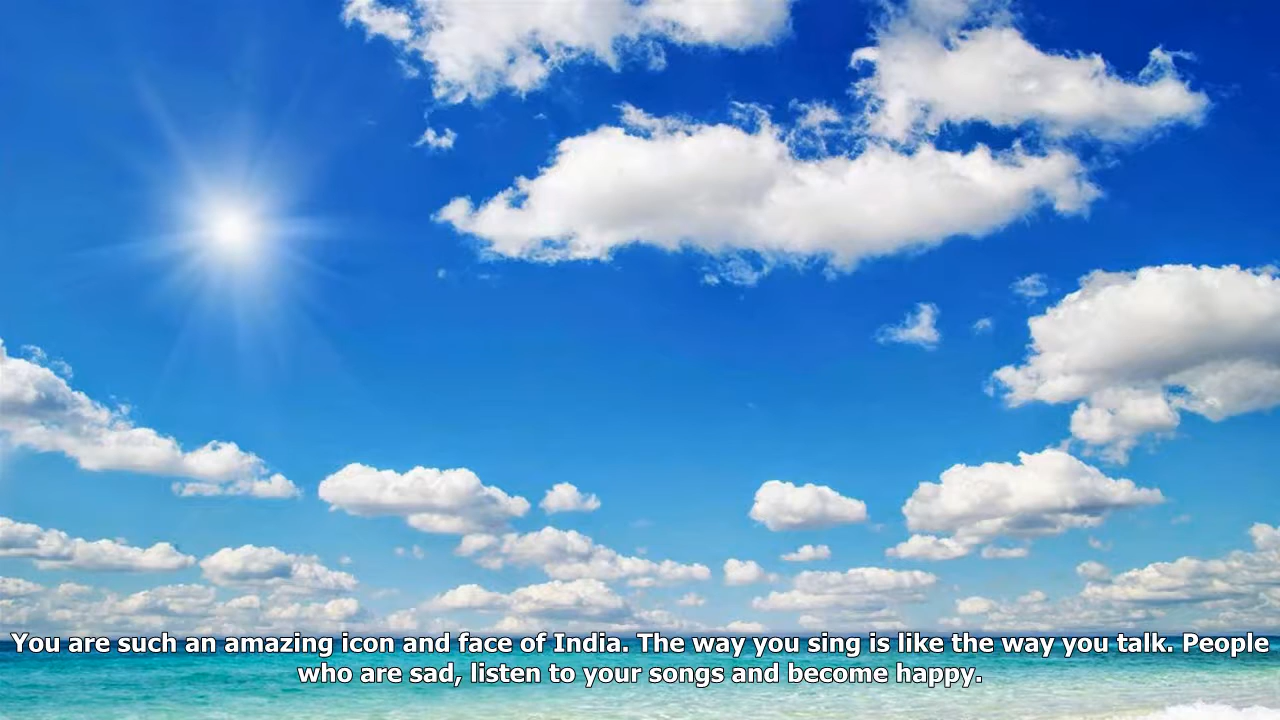 You are such an amazing icon and face of India. The way you sing is like the way you talk. People
who are sad, listen to your songs and become happy.